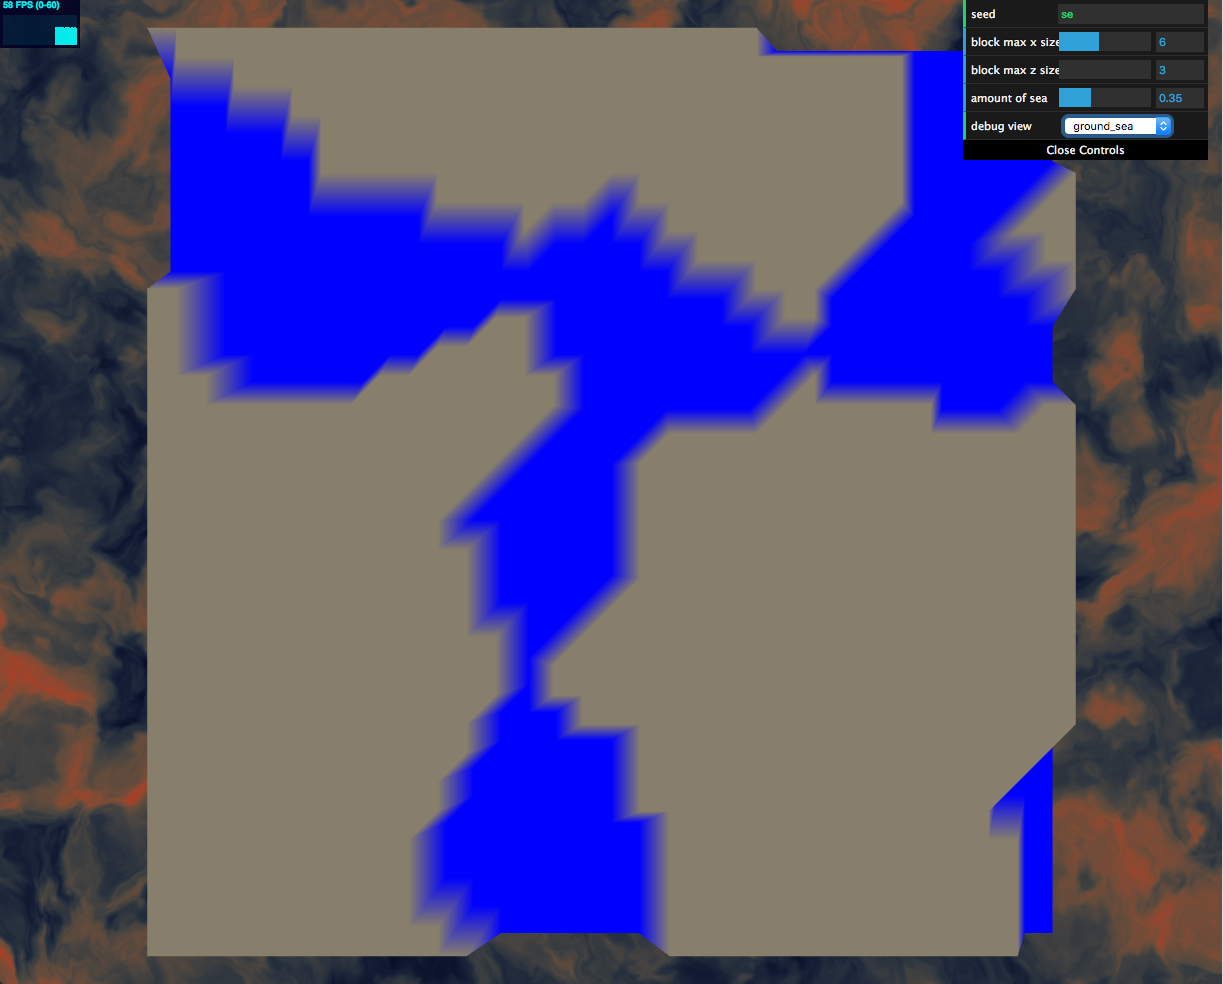 58 FPS (0-60)
seed se
block max x size 6
block max z size 3
amount of sea 0.35
debug view ground_sea
Close Controls